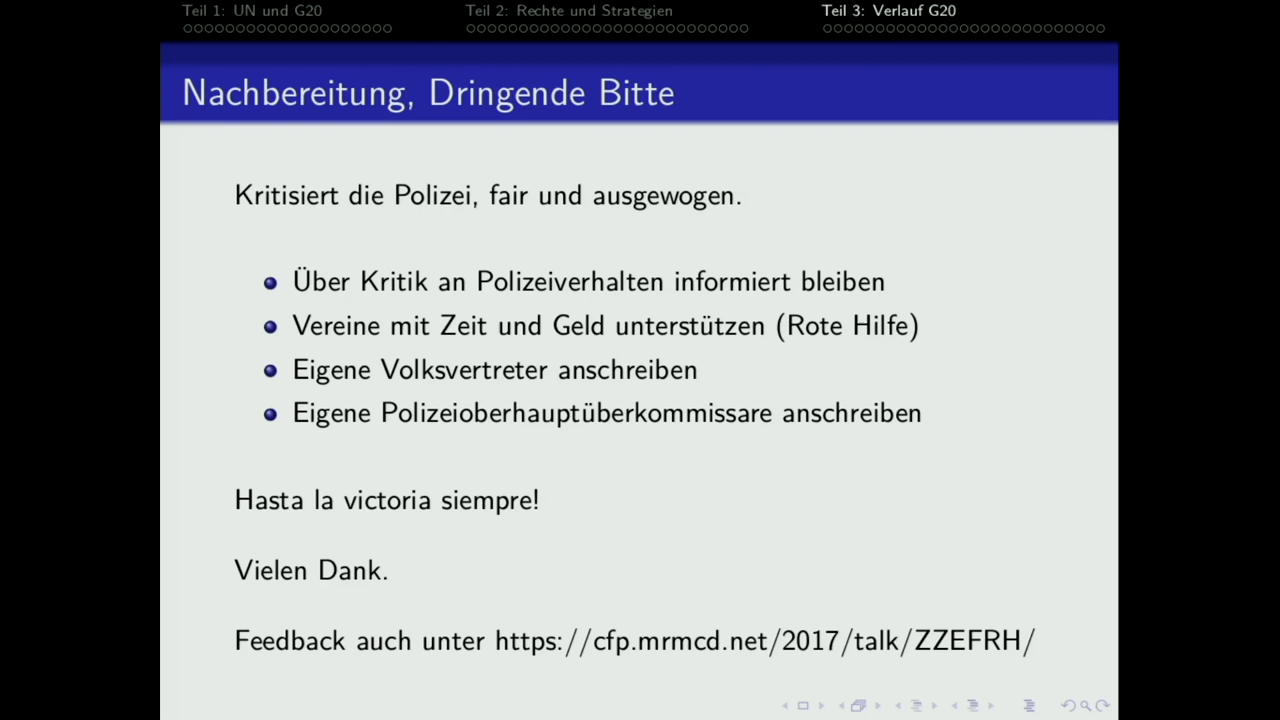 Teil 1: UN und G20 Teil 2: Rechte und Strategien Teil 3: Verlauf G20
Nachbereitung, Dringende Bitte
Kritisiert die Polizei, fair und ausgewogen.
Über Kritik an Polizeiverhalten informiert bleiben
Vereine mit Zeit und Geld unterstützen (Rote Hilfe)
Eigene Volksvertreter anschreiben
Eigene Polizeioberhauptüberkommissare anschreiben
Hasta la victoria siempre!
Vielen Dank.
Feedback auch unter https://cfp.mrmcd.net/2017/talk/ZZEFRH/